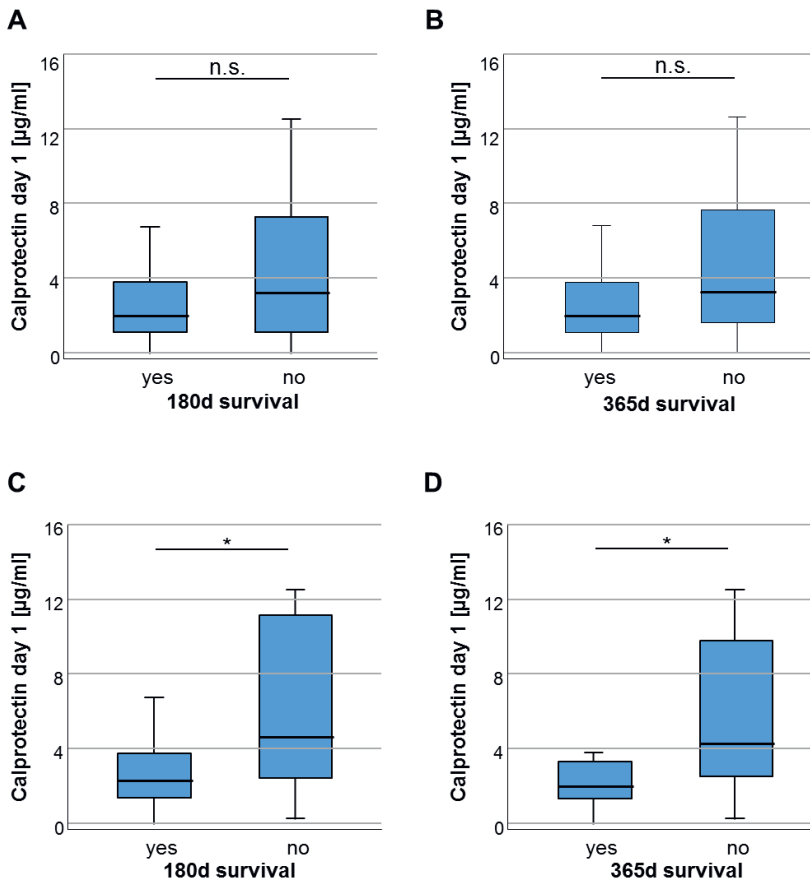 A
Calprotectin day 1 [µg/ml]
16
12
8
4
0
n.s.
yes
no
180d survival
B
Calprotectin day 1 [µg/ml]
16
12
8
4
0
n.s.
yes
no
365d survival
C
Calprotectin day 1 [µg/ml]
16
12
8
4
0
*
yes
no
180d survival
D
Calprotectin day 1 [µg/ml]
16
12
8
4
0
*
yes
no
365d survival